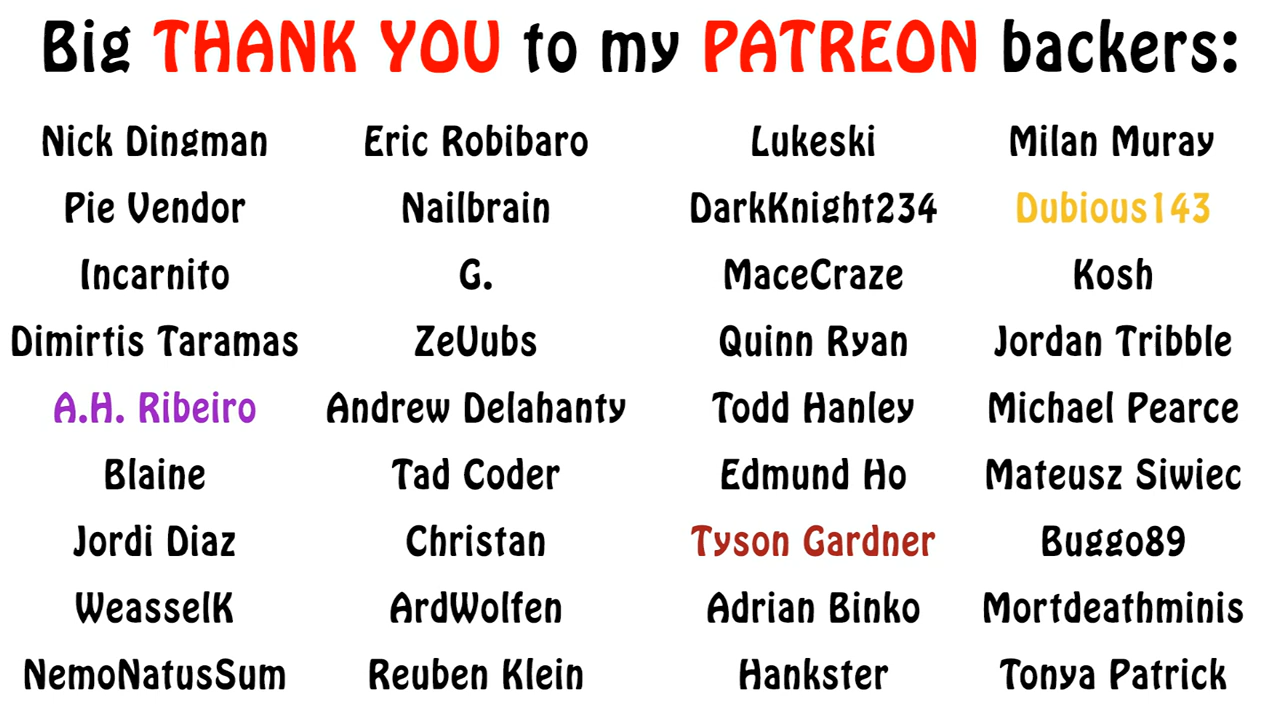 Big THANK YOU to my PATREON backers:
Nick Dingman Eric Robibaro Lukeski Milan Muray
Pie Vendor Nailbrain DarkKnight234 Dubious143
Incarnito G. MaceCraze Kosh
Dimirtis Taramas ZeVubs Quinn Ryan Jordan Tribble
A.H. Ribeiro Andrew Delahanty Todd Hanley Michael Pearce
Blaine Tad Coder Edmund Ho Mateusz Siwiec
Jordi Diaz Christan Tyson Gardner Buggo89
WeasselK ArdWolfen Adrian Binko Mortdeathminis
NemoNatusSum Reuben Klein Hankster Tonya Patrick